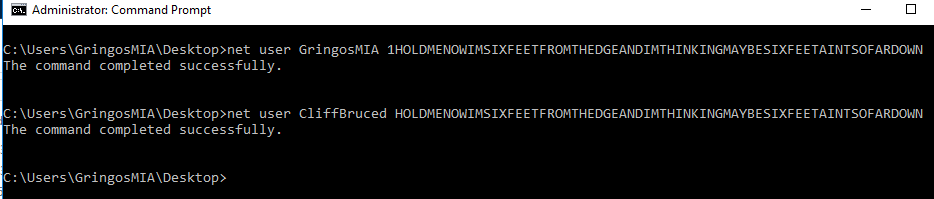 Administrator: Command Prompt
C:\Users\GringosMIA\Desktop>net user GringosMIA 1HOLDMENOWIMSIXFEETFROMTHEDGEANDIMTHINKINGMAYBESIXFEETAINTSOFARDOWN
The command completed successfully.
C:\Users\GringosMIA\Desktop>net user CliffBruced HOLDMENOWIMSIXFEETFROMTHEDGEANDIMTHINKINGMAYBESIXFEETAINTSOFARDOWN
The command completed successfully.
C:\Users\GringosMIA\Desktop>